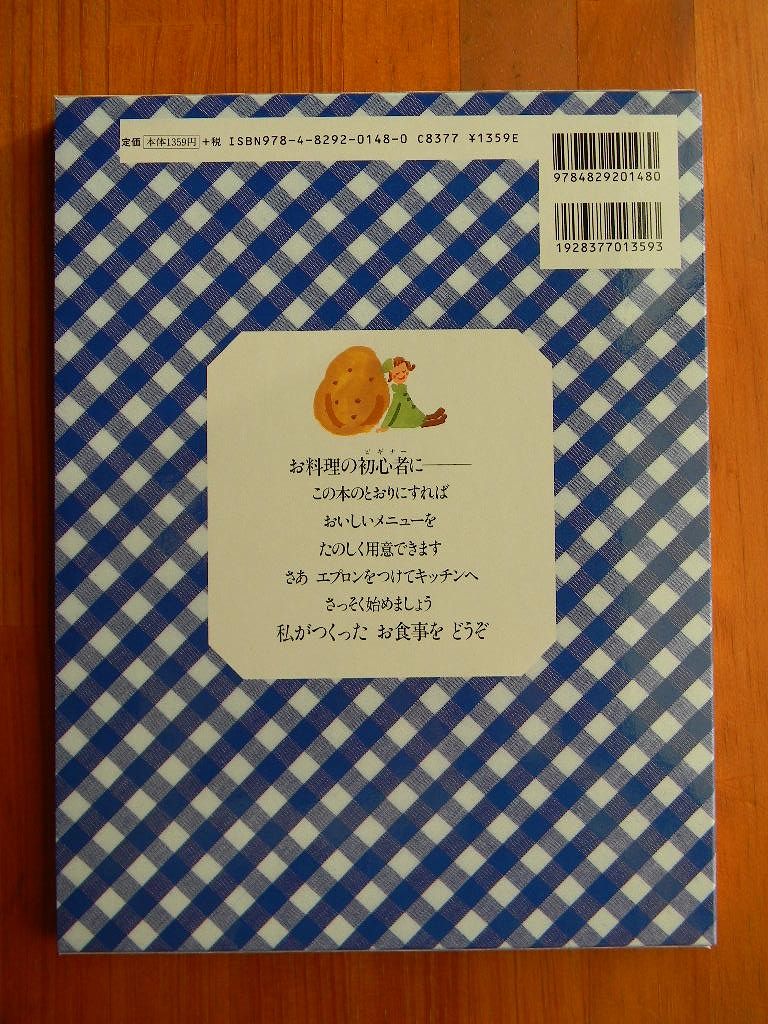 定価 本体1359円 +税 ISBN978-4-8292-0148-0 C8377 ¥1359E
9784829201480
1928377013593
ビギナー
お料理の初心者に――
この本のとおりにすれば
おいしいメニューを
たのしく用意できます
さあ エプロンをつけてキッチンへ
さっそく始めましょう
私がつくった お食事を どうぞ